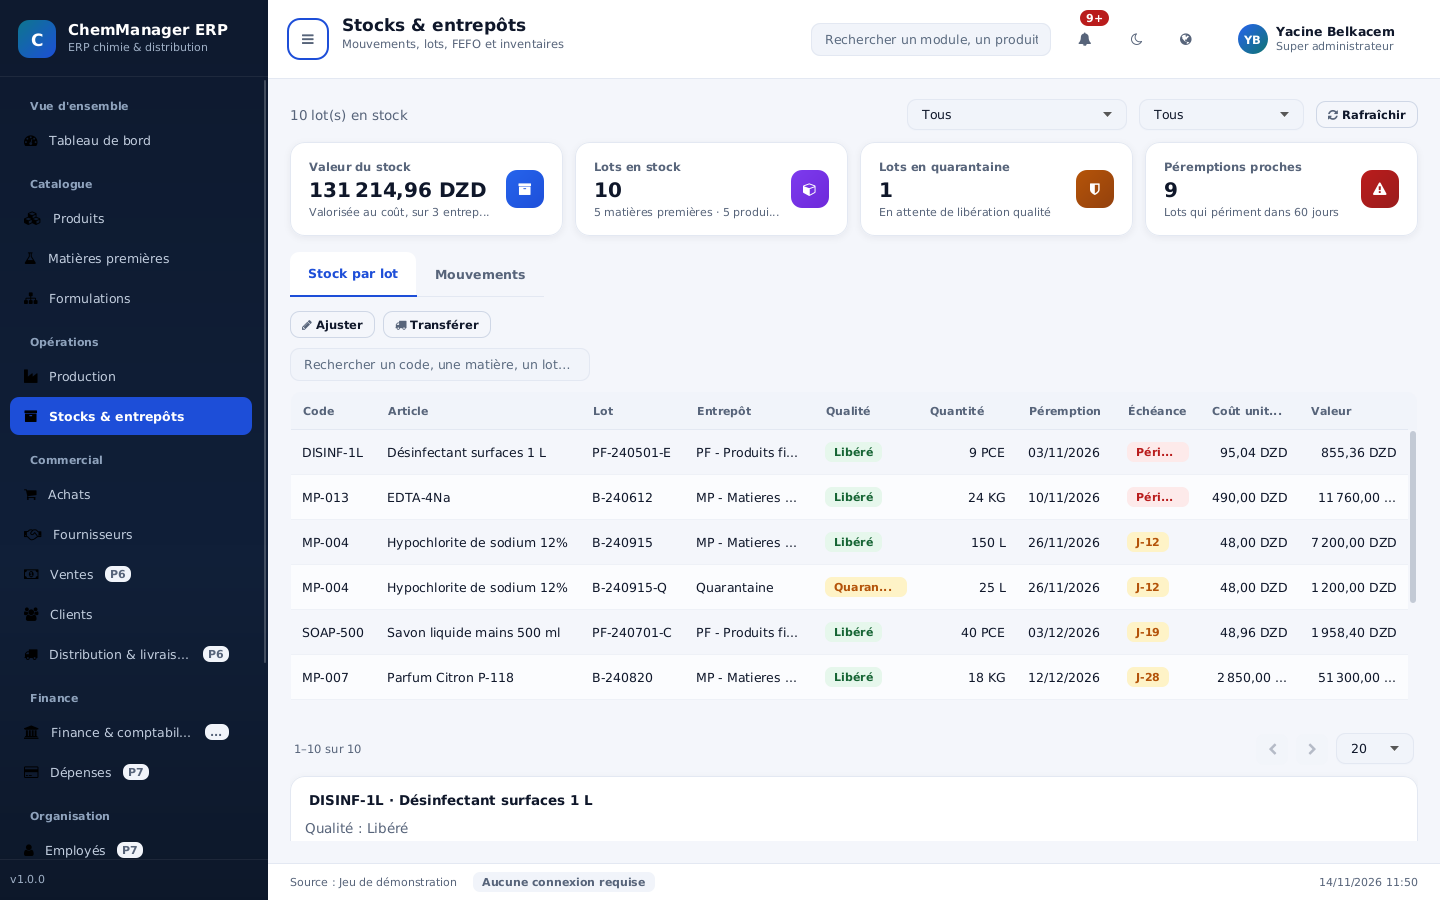 C
ChemManager ERP
ERP chimie & distribution
Vue d'ensemble
Tableau de bord
Catalogue
Produits
Matières premières
Formulations
Opérations
Production
Stocks & entrepôts
Commercial
Achats
Fournisseurs
Ventes P6
Clients
Distribution & livrais... P6
Finance
Finance & comptabil... ...
Dépenses P7
Organisation
Employés P7
v1.0.0
Stocks & entrepôts
Mouvements, lots, FEFO et inventaires
Rechercher un module, un produit
9+
YB
Yacine Belkacem
Super administrateur
10 lot(s) en stock
Tous
Tous
Rafraîchir
Valeur du stock
131 214,96 DZD
Valorisée au coût, sur 3 entrep...
Lots en stock
10
5 matières premières · 5 produi...
Lots en quarantaine
1
En attente de libération qualité
Péremptions proches
9
Lots qui périment dans 60 jours
Stock par lot
Mouvements
Ajuster
Transférer
Rechercher un code, une matière, un lot...
Code Article Lot Entrepôt Qualité Quantité Péremption Échéance Coût unit... Valeur
DISINF-1L Désinfectant surfaces 1 L PF-240501-E PF - Produits fi... Libéré 9 PCE 03/11/2026 Péri... 95,04 DZD 855,36 DZD
MP-013 EDTA-4Na B-240612 MP - Matieres ... Libéré 24 KG 10/11/2026 Péri... 490,00 DZD 11 760,00 ...
MP-004 Hypochlorite de sodium 12% B-240915 MP - Matieres ... Libéré 150 L 26/11/2026 J-12 48,00 DZD 7 200,00 DZD
MP-004 Hypochlorite de sodium 12% B-240915-Q Quarantaine Quaran... 25 L 26/11/2026 J-12 48,00 DZD 1 200,00 DZD
SOAP-500 Savon liquide mains 500 ml PF-240701-C PF - Produits fi... Libéré 40 PCE 03/12/2026 J-19 48,96 DZD 1 958,40 DZD
MP-007 Parfum Citron P-118 B-240820 MP - Matieres ... Libéré 18 KG 12/12/2026 J-28 2 850,00 ... 51 300,00 ...
1–10 sur 10
20
DISINF-1L · Désinfectant surfaces 1 L
Qualité : Libéré
Source : Jeu de démonstration
Aucune connexion requise
14/11/2026 11:50